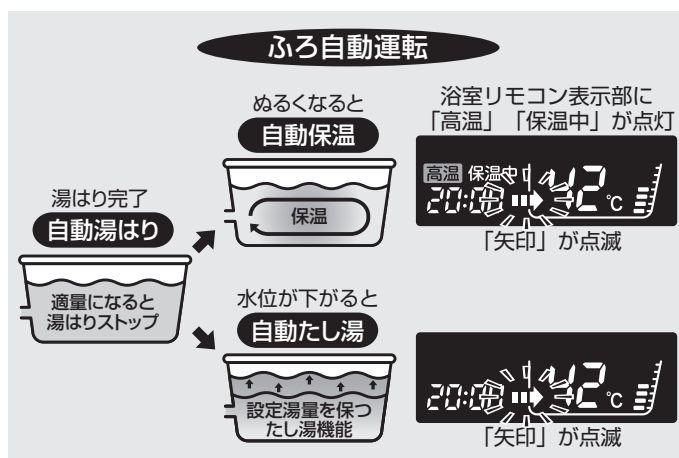 ふろ自動運転
ぬるくなると
自動保温
保温
浴室リモコン表示部に
「高温」「保温中」が点灯
高温 保温中
42℃
「矢印」が点滅
湯はり完了
自動湯はり
適量になると
湯はりストップ
水位が下がると
自動たし湯
設定湯量を保つ
たし湯機能
42℃
「矢印」が点滅